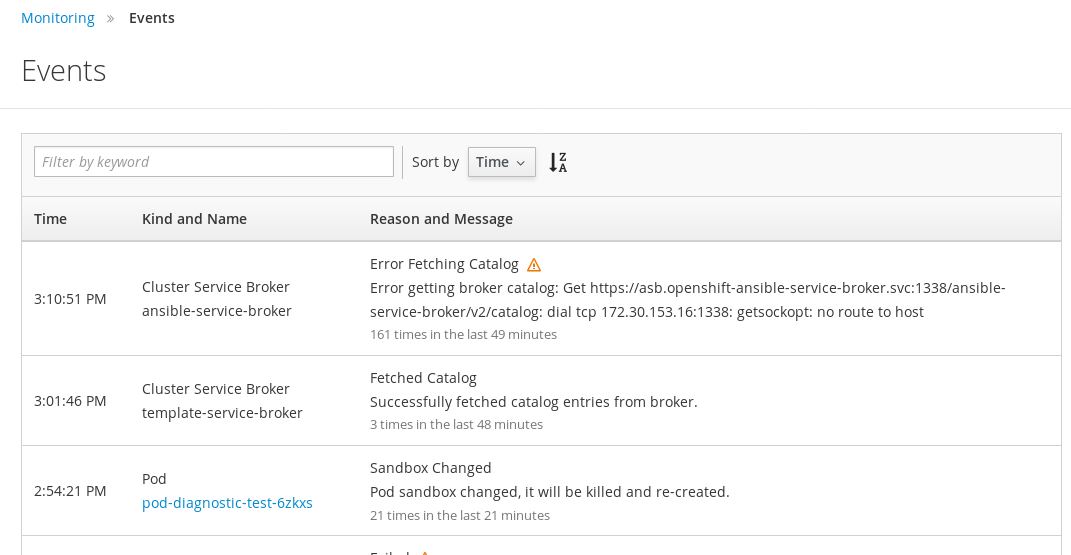 Monitoring » Events
Events
Filter by keyword
Sort by Time
Time Kind and Name Reason and Message
3:10:51 PM
Cluster Service Broker
ansible-service-broker
Error Fetching Catalog
Error getting broker catalog: Get https://asb.openshift-ansible-service-broker.svc:1338/ansible-
service-broker/v2/catalog: dial tcp 172.30.153.16:1338: getsockopt: no route to host
161 times in the last 49 minutes
3:01:46 PM
Cluster Service Broker
template-service-broker
Fetched Catalog
Successfully fetched catalog entries from broker.
3 times in the last 48 minutes
2:54:21 PM
Pod
pod-diagnostic-test-6zkxs
Sandbox Changed
Pod sandbox changed, it will be killed and re-created.
21 times in the last 21 minutes